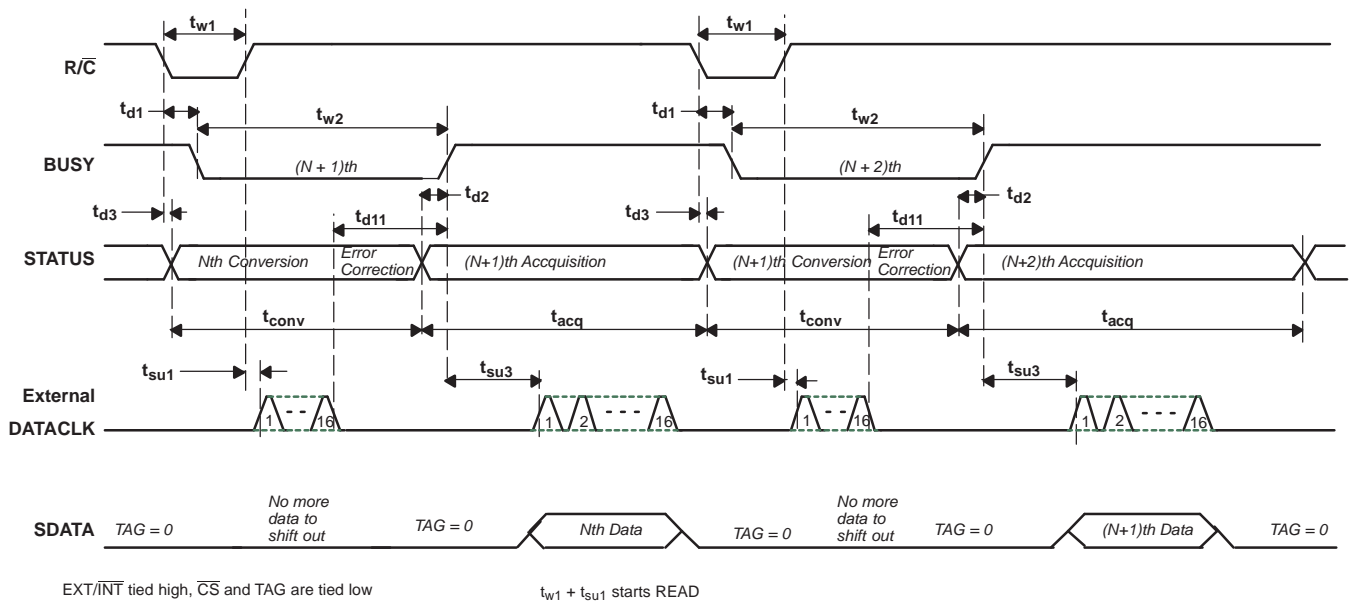 tw1 tw1
R/C̅
td1 tw2 td1 tw2
BUSY (N + 1)th (N + 2)th
td2 td2
td3 td11 td3 td11
STATUS Nth Conversion Error Correction (N+1)th Accquisition (N+1)th Conversion Error Correction (N+2)th Acquisition
tconv tacq tconv tacq
tsu1 tsu3 tsu1 tsu3
External
DATACLK 1 - - 16 1 2 - - - 16 1 - - 16 1 2 - - - 16
SDATA TAG = 0 No more data to shift out TAG = 0 Nth Data TAG = 0 No more data to shift out TAG = 0 (N+1)th Data TAG = 0
EXT/I̅N̅T̅ tied high, C̅S̅ and TAG are tied low tw1 + tsu1 starts READ